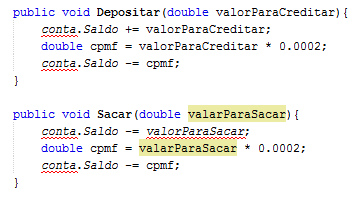 public void Depositar(double valorParaCreditar){
conta.Saldo += valorParaCreditar;
double cpmf = valorParaCreditar * 0.0002;
conta.Saldo -= cpmf;
}
public void Sacar(double valarParaSacar){
conta.Saldo -= valorParaSacar;
double cpmf = valarParaSacar * 0.0002;
conta.Saldo -= cpmf;
}